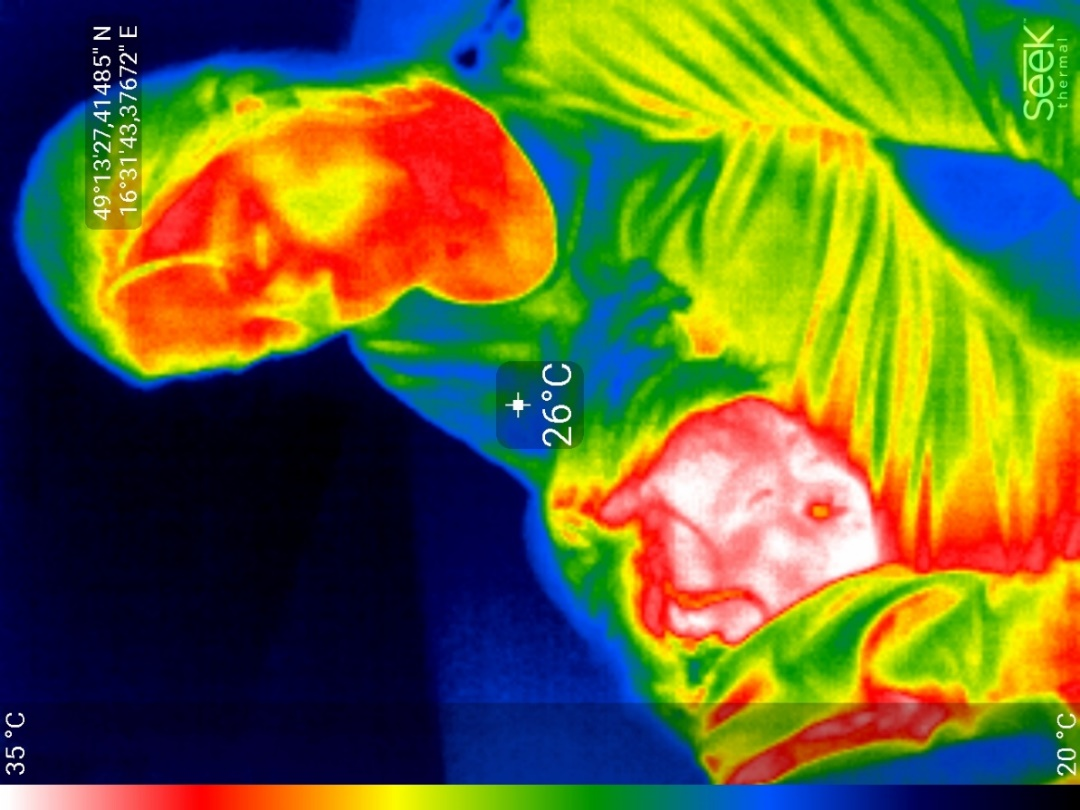 49°13'27,41485" N
16°31'43,37672" E
Seek
thermal
26°C
35 °C
20 °C